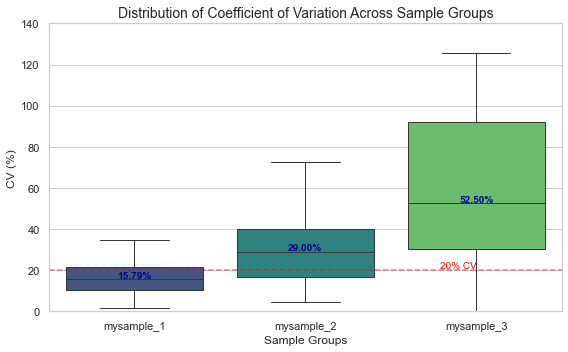 Distribution of Coefficient of Variation Across Sample Groups
140
120
100
80
60
40
20
0
CV (%)
15.79%
29.00%
52.50%
20% CV
mysample_1
mysample_2
mysample_3
Sample Groups